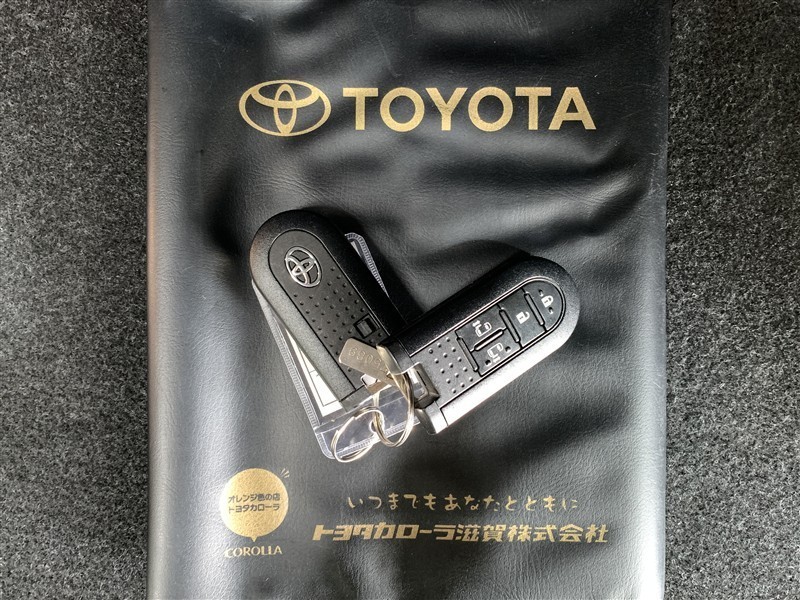 TOYOTA
オレンジ色の店
トヨタカローラ
COROLLA
いつまでもあなたとともに
トヨタカローラ滋賀株式会社